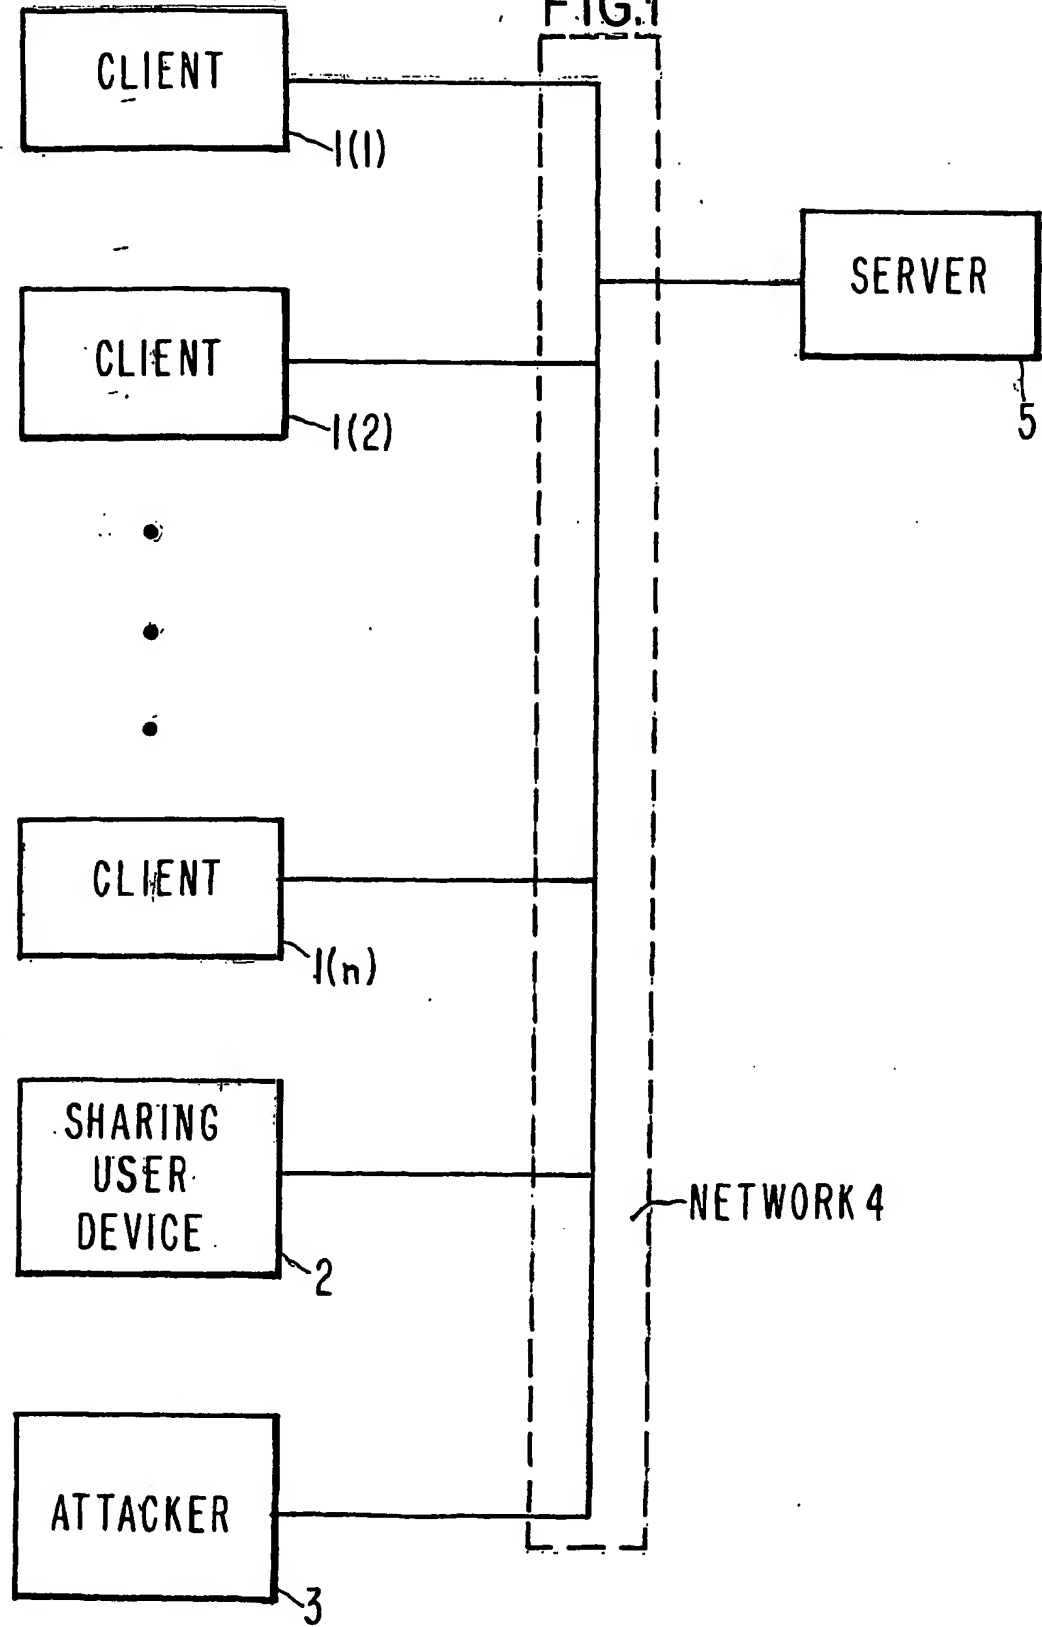 FIG.1
CLIENT
1(1)
SERVER
5
CLIENT
1(2)
CLIENT
1(n)
SHARING
USER
DEVICE
2
NETWORK 4
ATTACKER
3